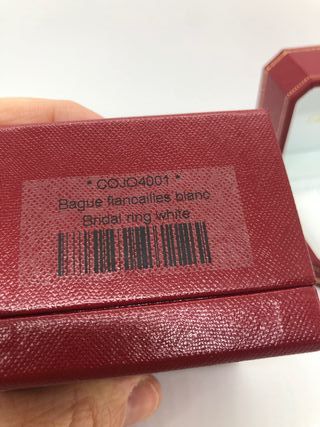 * COJO4001 *
Bague fiancailles blanc
Bridal ring white